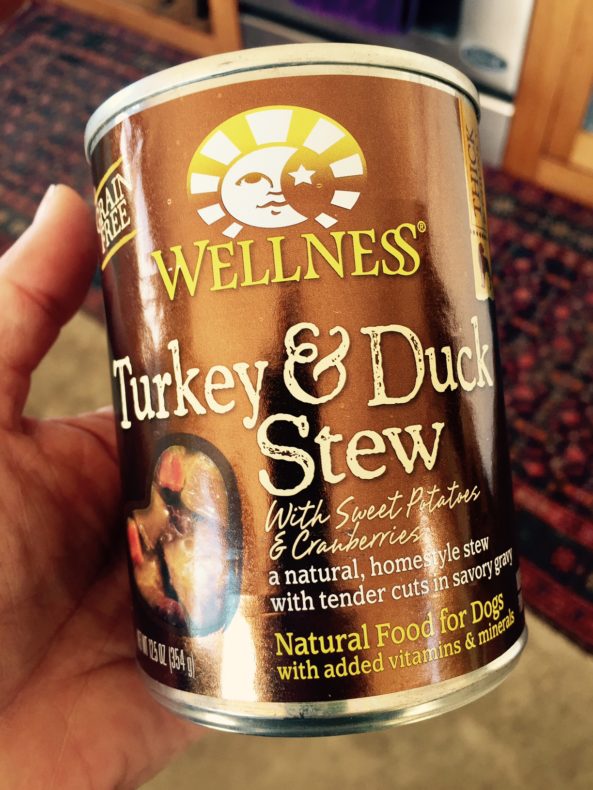 GRAIN
FREE
WELLNESS®
THICK
Turkey & Duck
Stew
With Sweet Potatoes
& Cranberries
a natural, homestyle stew
with tender cuts in savory gravy
Natural Food for Dogs
with added vitamins & minerals
NET WT 12.5 OZ (354 g)